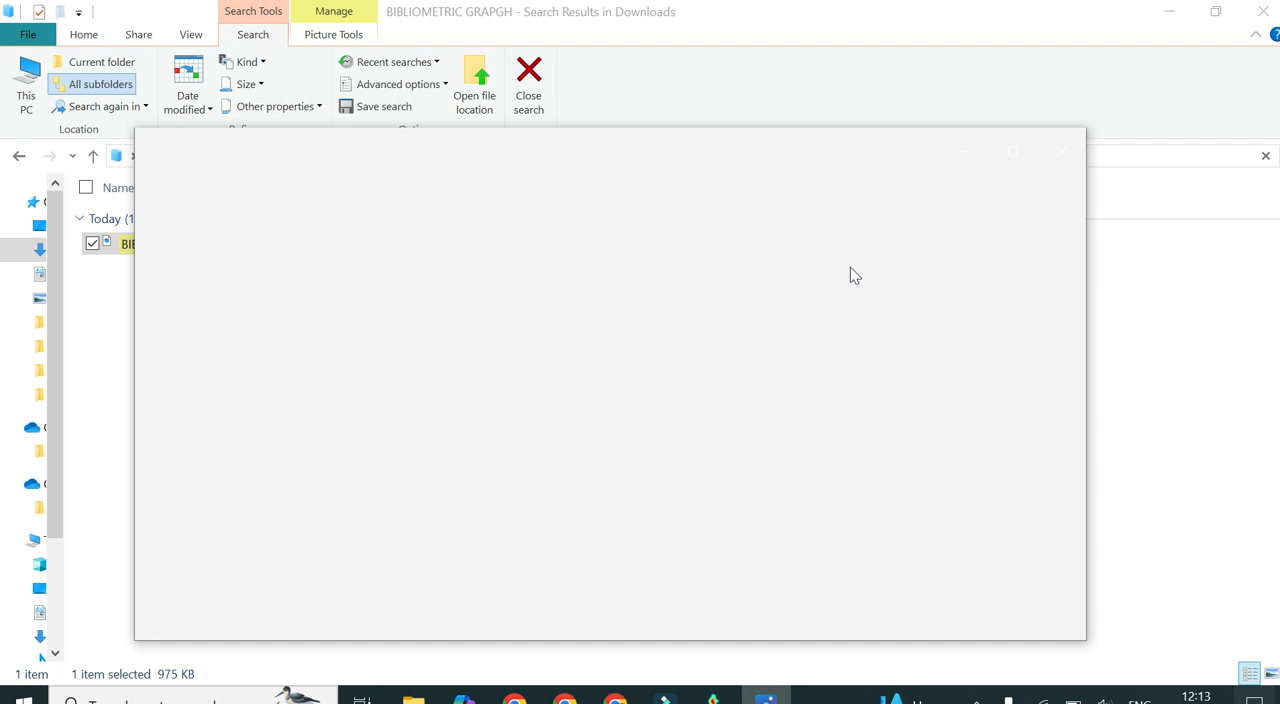 Search Tools
Manage
BIBLIOMETRIC GRAPGH - Search Results in Downloads
File
Home
Share
View
Search
Picture Tools
This PC
Current folder
All subfolders
Search again in
Location
Date modified
Kind
Size
Other properties
Recent searches
Advanced options
Save search
Open file location
Close search
Name
Today (1
BIB
1 item
1 item selected 975 KB
12:13
ENG